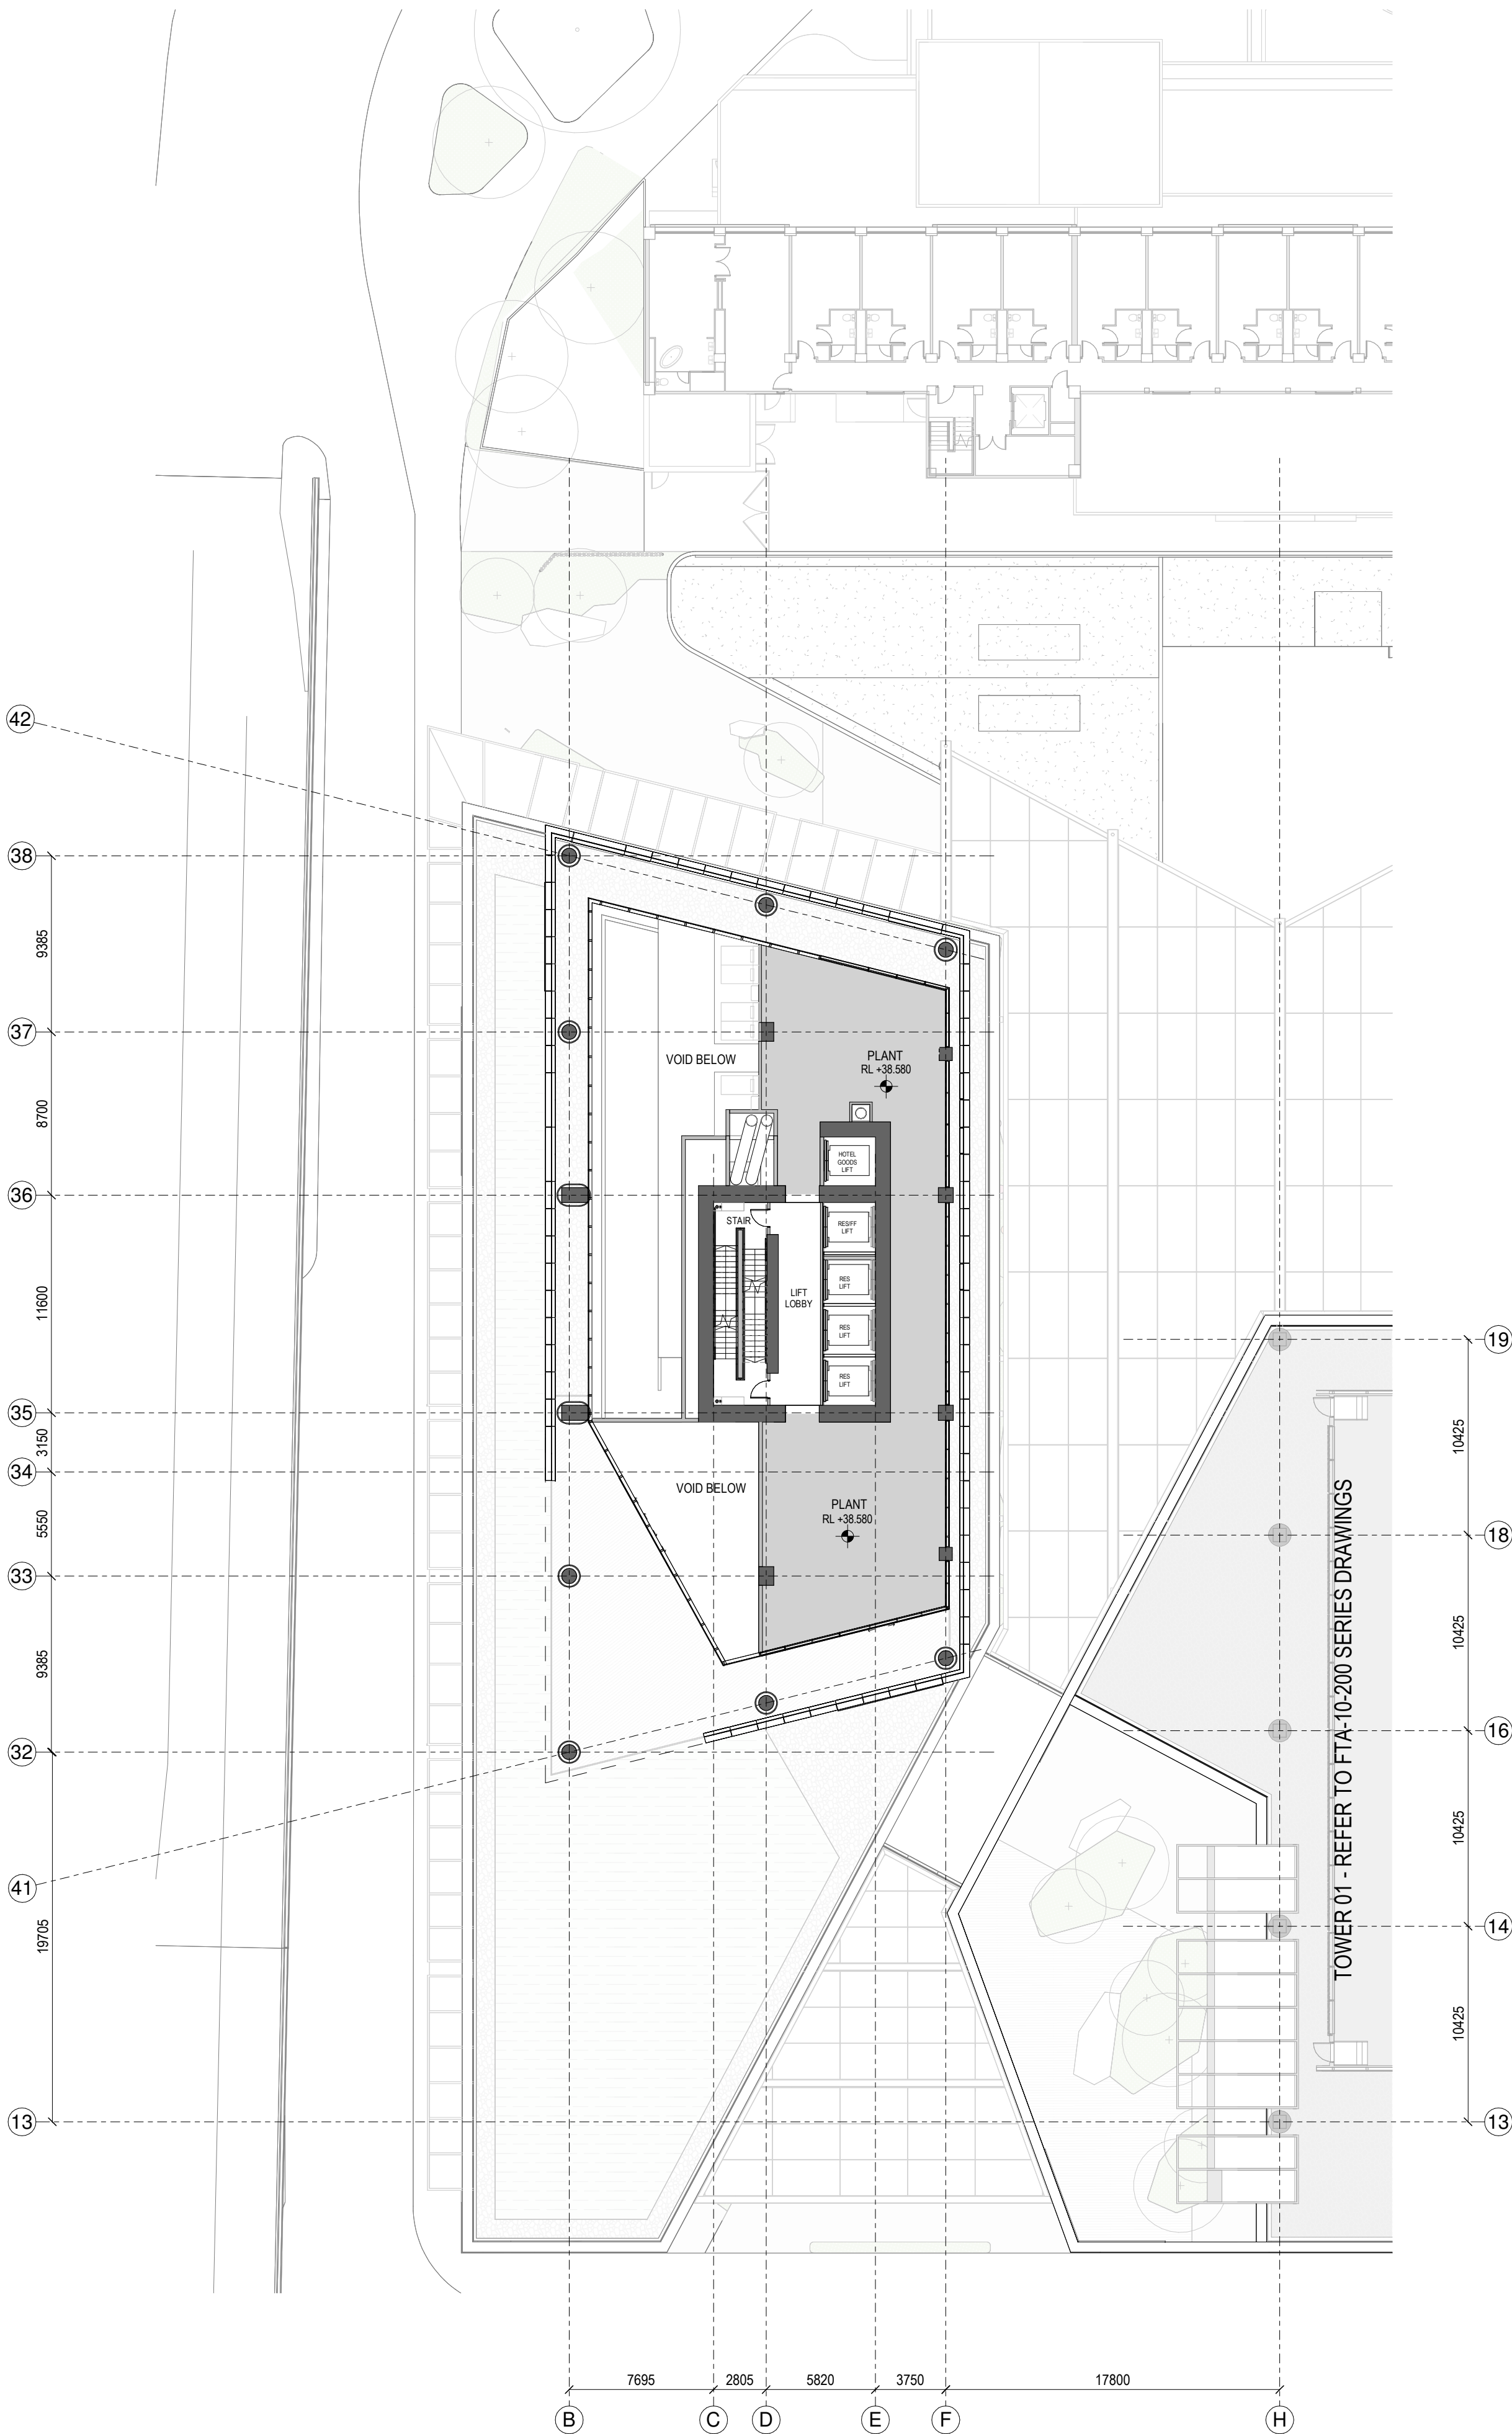 42
38
9385
37
VOID BELOW
PLANT
RL +38.580
8700
HOTEL
GOODS
LIFT
36
STAIR
RES/FF
LIFT
RES
LIFT
LIFT
LOBBY
11600
RES
LIFT
19
RES
LIFT
35
3150
10425
34
VOID BELOW
PLANT
RL +38.580
5550
18
33
TOWER 01 - REFER TO FTA-10-200 SERIES DRAWINGS
10425
9385
16
32
10425
41
14
19705
10425
13
13
7695
2805
5820
3750
17800
B
C
D
E
F
H